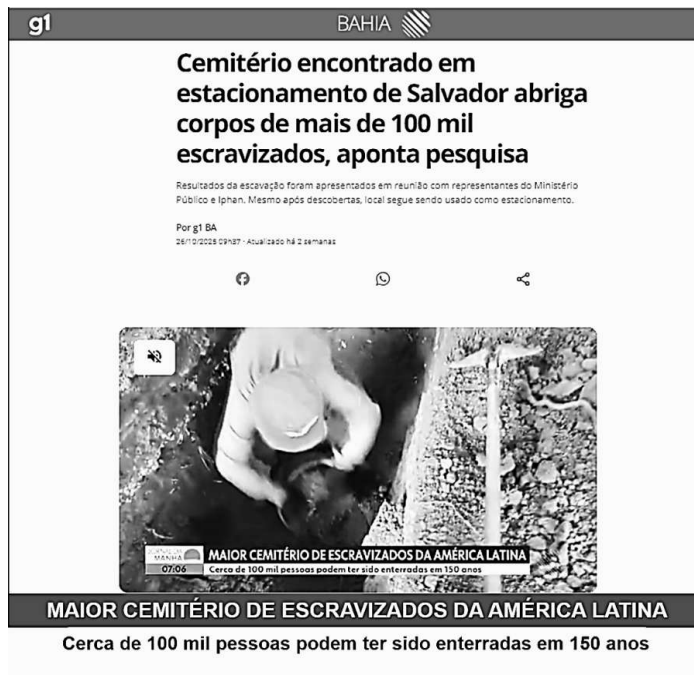 g1
BAHIA
Cemitério encontrado em
estacionamento de Salvador abriga
corpos de mais de 100 mil
escravizados, aponta pesquisa
Resultados da escavação foram apresentados em reunião com representantes do Ministério
Público e Iphan. Mesmo após descobertas, local segue sendo usado como estacionamento.
Por g1 BA
26/10/2025 09h37 · Atualizado há 2 semanas
JORNAL DA
MANHÃ
07:06
MAIOR CEMITÉRIO DE ESCRAVIZADOS DA AMÉRICA LATINA
Cerca de 100 mil pessoas podem ter sido enterradas em 150 anos
MAIOR CEMITÉRIO DE ESCRAVIZADOS DA AMÉRICA LATINA
Cerca de 100 mil pessoas podem ter sido enterradas em 150 anos